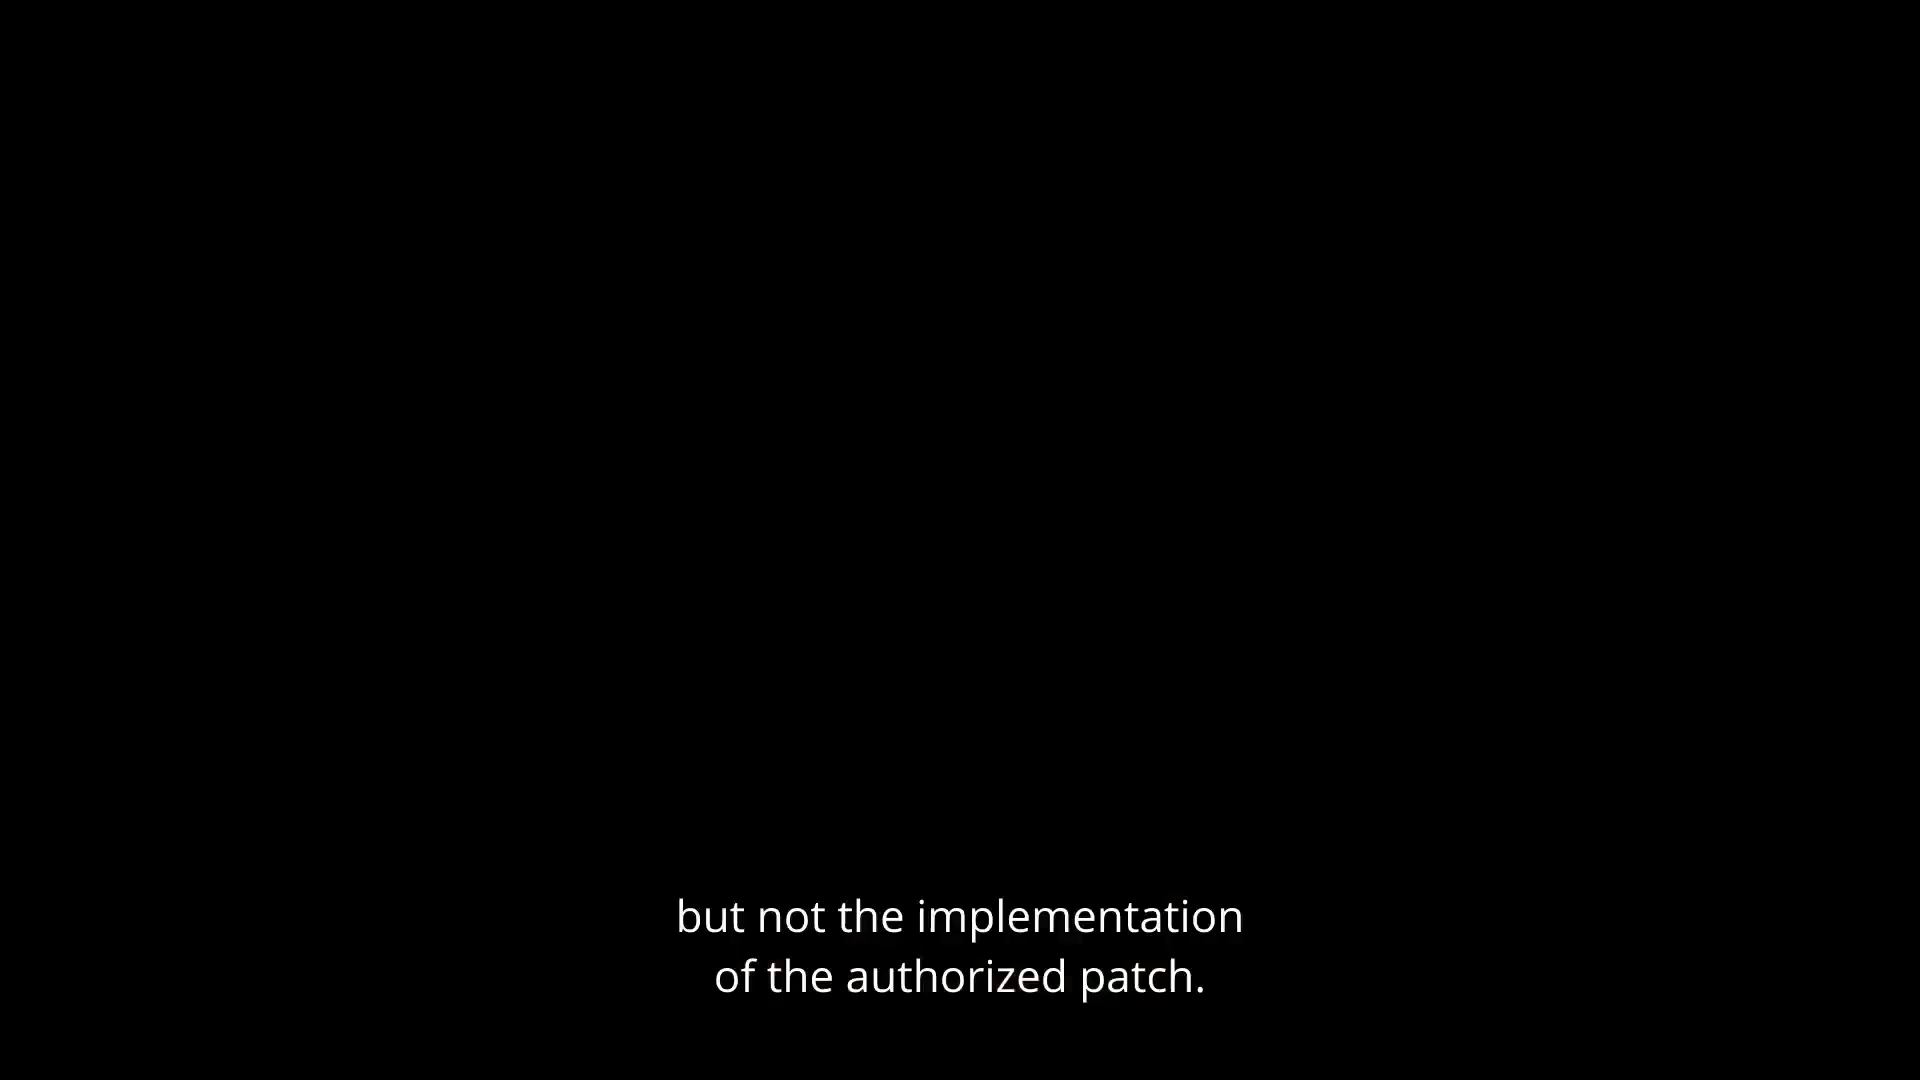 but not the implementation
of the authorized patch.